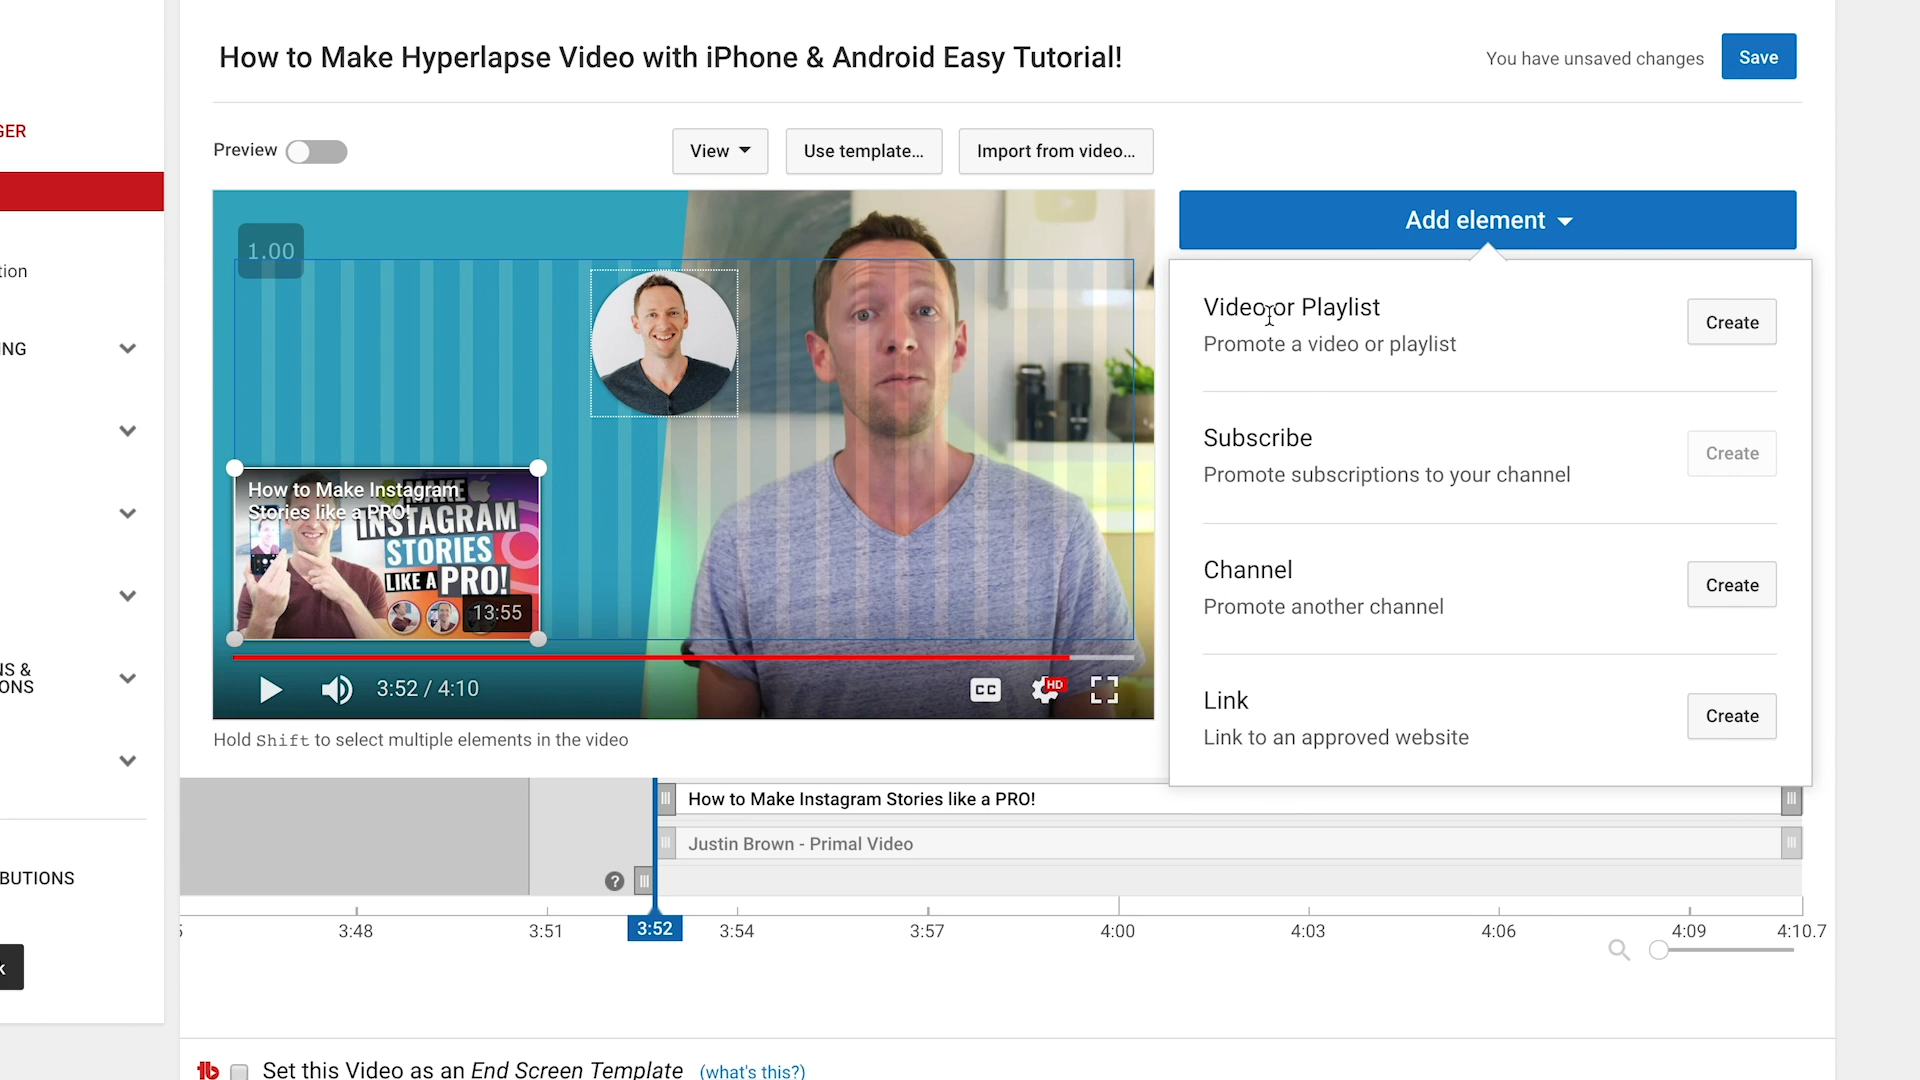 How to Make Hyperlapse Video with iPhone & Android Easy Tutorial!
You have unsaved changes
Save
GER
Preview
View
Use template...
Import from video...
Add element
1.00
tion
Video or Playlist
Promote a video or playlist
Create
NG
Subscribe
Promote subscriptions to your channel
Create
How to Make Instagram
Stories like a PRO!
MAKE
INSTAGRAM
STORIES
LIKE A PRO!
13:55
Channel
Promote another channel
Create
NS &
ONS
3:52 / 4:10
CC
HD
Link
Link to an approved website
Create
Hold Shift to select multiple elements in the video
How to Make Instagram Stories like a PRO!
Justin Brown - Primal Video
?
BUTIONS
3:48
3:51
3:52
3:54
3:57
4:00
4:03
4:06
4:09
4:10.7
k
tb
Set this Video as an End Screen Template (what's this?)